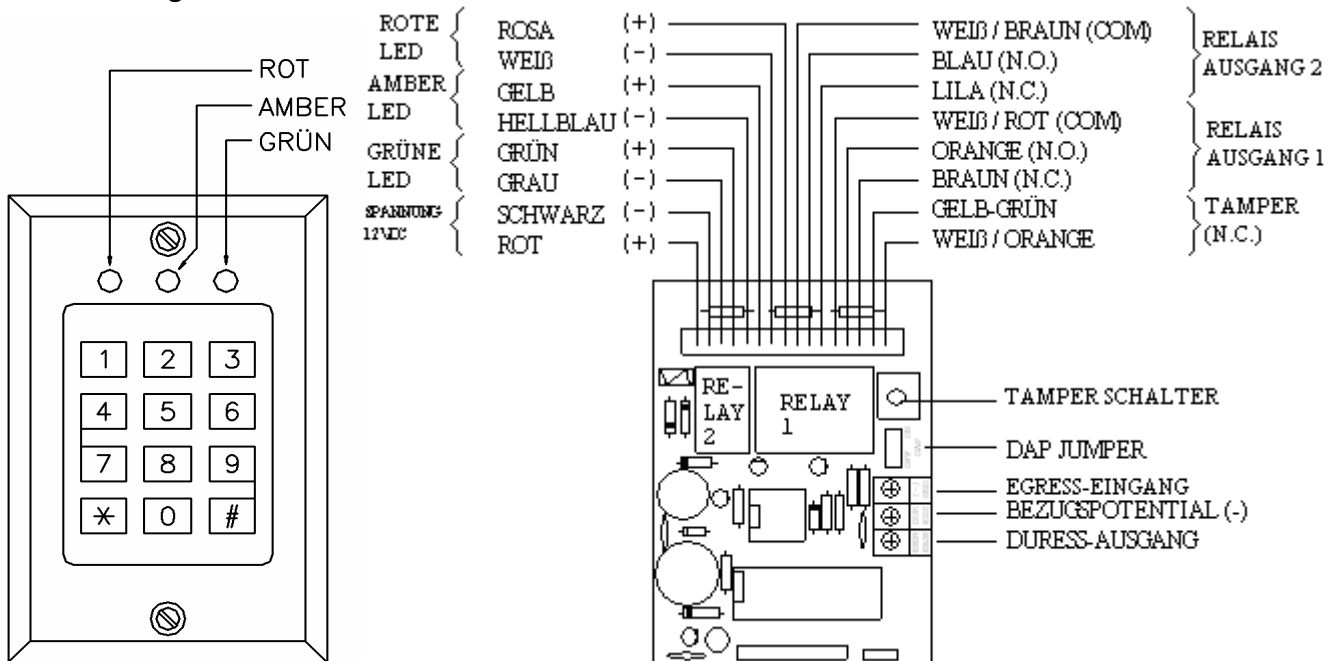 ROT
AMBER
GRÜN
1 2 3
4 5 6
7 8 9
* 0 #
ROTE LED
ROSA (+)
WEIß (-)
AMBER LED
GELB (+)
HELLBLAU (-)
GRÜNE LED
GRÜN (+)
GRAU (-)
SPANNUNG 12VDC
SCHWARZ (-)
ROT (+)
WEIß / BRAUN (COM)
BLAU (N.O.)
LILA (N.C.)
RELAIS AUSGANG 2
WEIß / ROT (COM)
ORANGE (N.O.)
BRAUN (N.C.)
RELAIS AUSGANG 1
GELB-GRÜN
WEIß / ORANGE
TAMPER (N.C.)
RE-
LAY
2
RELAY
1
TAMPER SCHALTER
DAP JUMPER
EGRESS-EINGANG
BEZUGSPOTENTIAL (-)
DURESS-AUSGANG